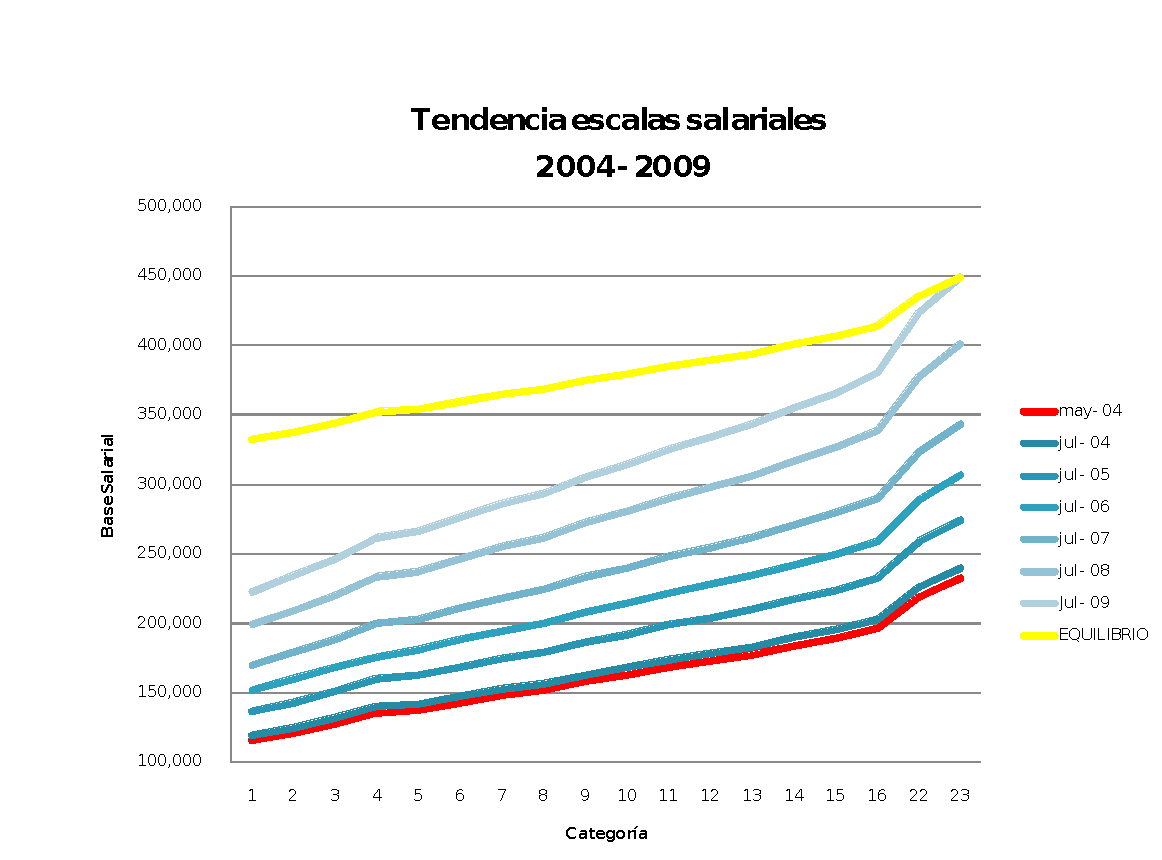 Tendencia escalas salariales
2004- 2009
500,000
450,000
400,000
350,000
300,000
250,000
200,000
150,000
100,000
Base Salarial
1 2 3 4 5 6 7 8 9 10 11 12 13 14 15 16 22 23
Categoría
may- 04
jul- 04
jul- 05
jul- 06
jul- 07
jul- 08
Jul- 09
EQUILIBRIO